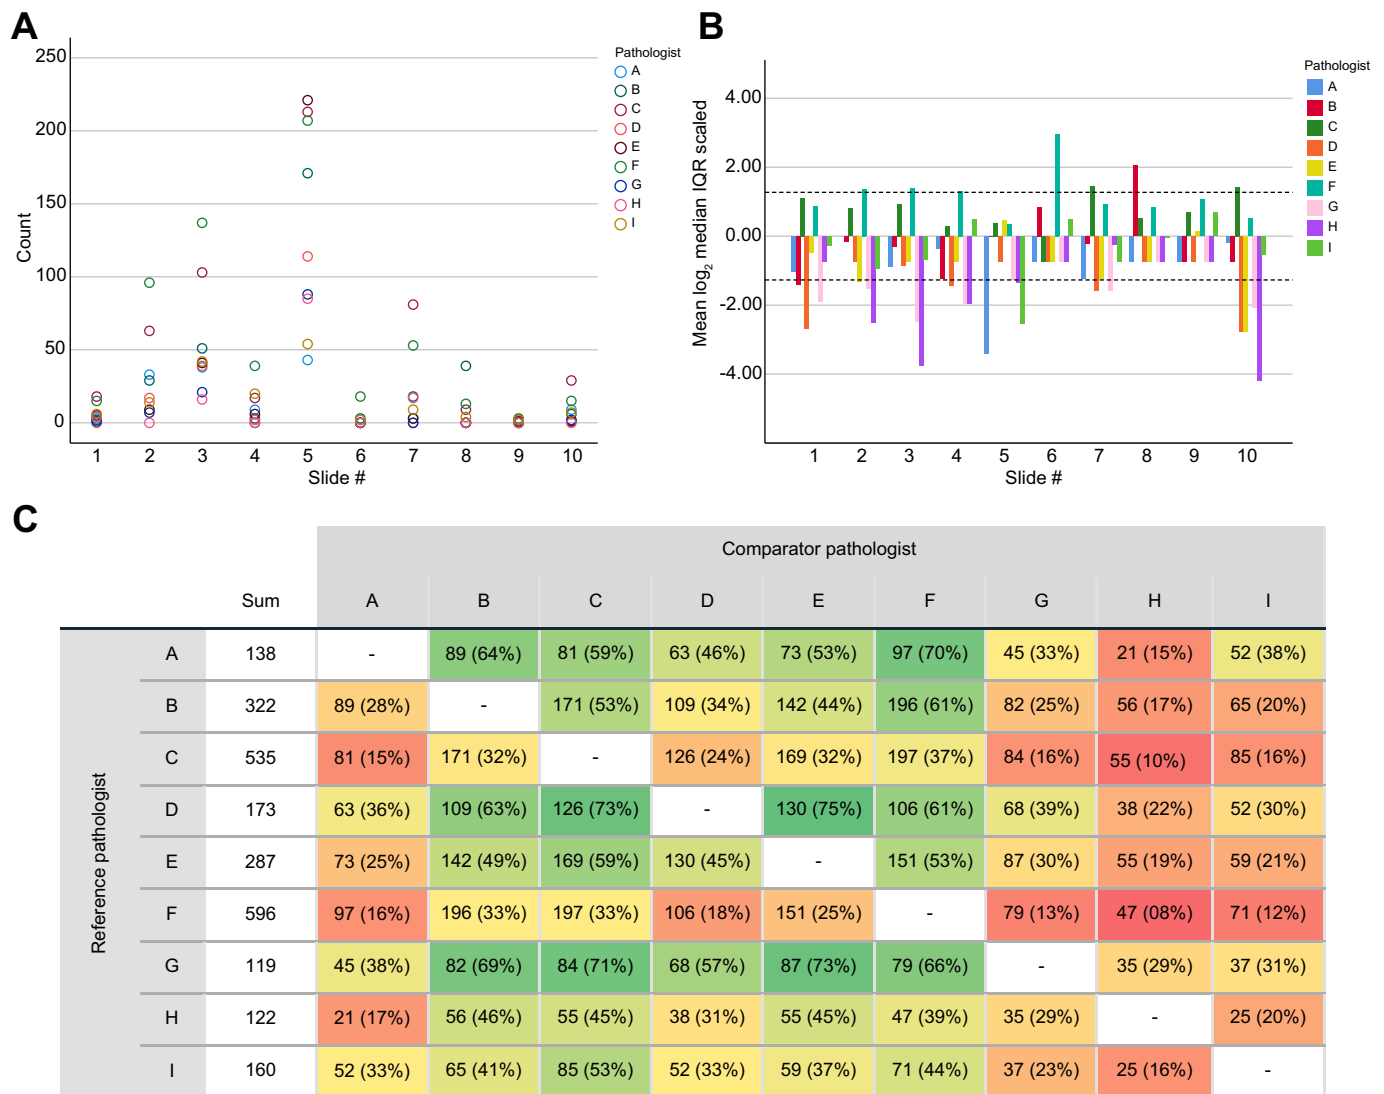 A
250
200
150
100
50
0
Count
1 2 3 4 5 6 7 8 9 10
Slide #
Pathologist
A
B
C
D
E
F
G
H
I
B
4.00
2.00
0.00
-2.00
-4.00
Mean log2 median IQR scaled
1 2 3 4 5 6 7 8 9 10
Slide #
Pathologist
A
B
C
D
E
F
G
H
I
C
Comparator pathologist
Sum A B C D E F G H I
Reference pathologist
A 138 - 89 (64%) 81 (59%) 63 (46%) 73 (53%) 97 (70%) 45 (33%) 21 (15%) 52 (38%)
B 322 89 (28%) - 171 (53%) 109 (34%) 142 (44%) 196 (61%) 82 (25%) 56 (17%) 65 (20%)
C 535 81 (15%) 171 (32%) - 126 (24%) 169 (32%) 197 (37%) 84 (16%) 55 (10%) 85 (16%)
D 173 63 (36%) 109 (63%) 126 (73%) - 130 (75%) 106 (61%) 68 (39%) 38 (22%) 52 (30%)
E 287 73 (25%) 142 (49%) 169 (59%) 130 (45%) - 151 (53%) 87 (30%) 55 (19%) 59 (21%)
F 596 97 (16%) 196 (33%) 197 (33%) 106 (18%) 151 (25%) - 79 (13%) 47 (08%) 71 (12%)
G 119 45 (38%) 82 (69%) 84 (71%) 68 (57%) 87 (73%) 79 (66%) - 35 (29%) 37 (31%)
H 122 21 (17%) 56 (46%) 55 (45%) 38 (31%) 55 (45%) 47 (39%) 35 (29%) - 25 (20%)
I 160 52 (33%) 65 (41%) 85 (53%) 52 (33%) 59 (37%) 71 (44%) 37 (23%) 25 (16%) -